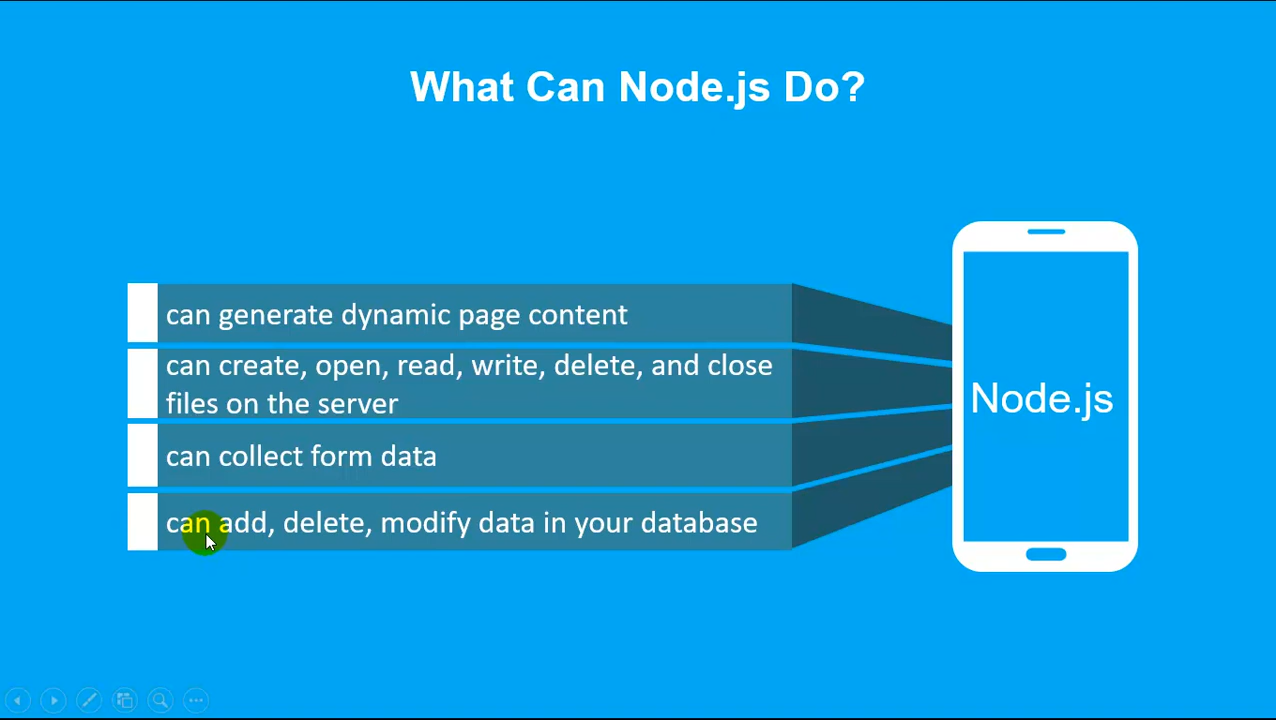 What Can Node.js Do?
can generate dynamic page content
can create, open, read, write, delete, and close
files on the server
can collect form data
can add, delete, modify data in your database
Node.js